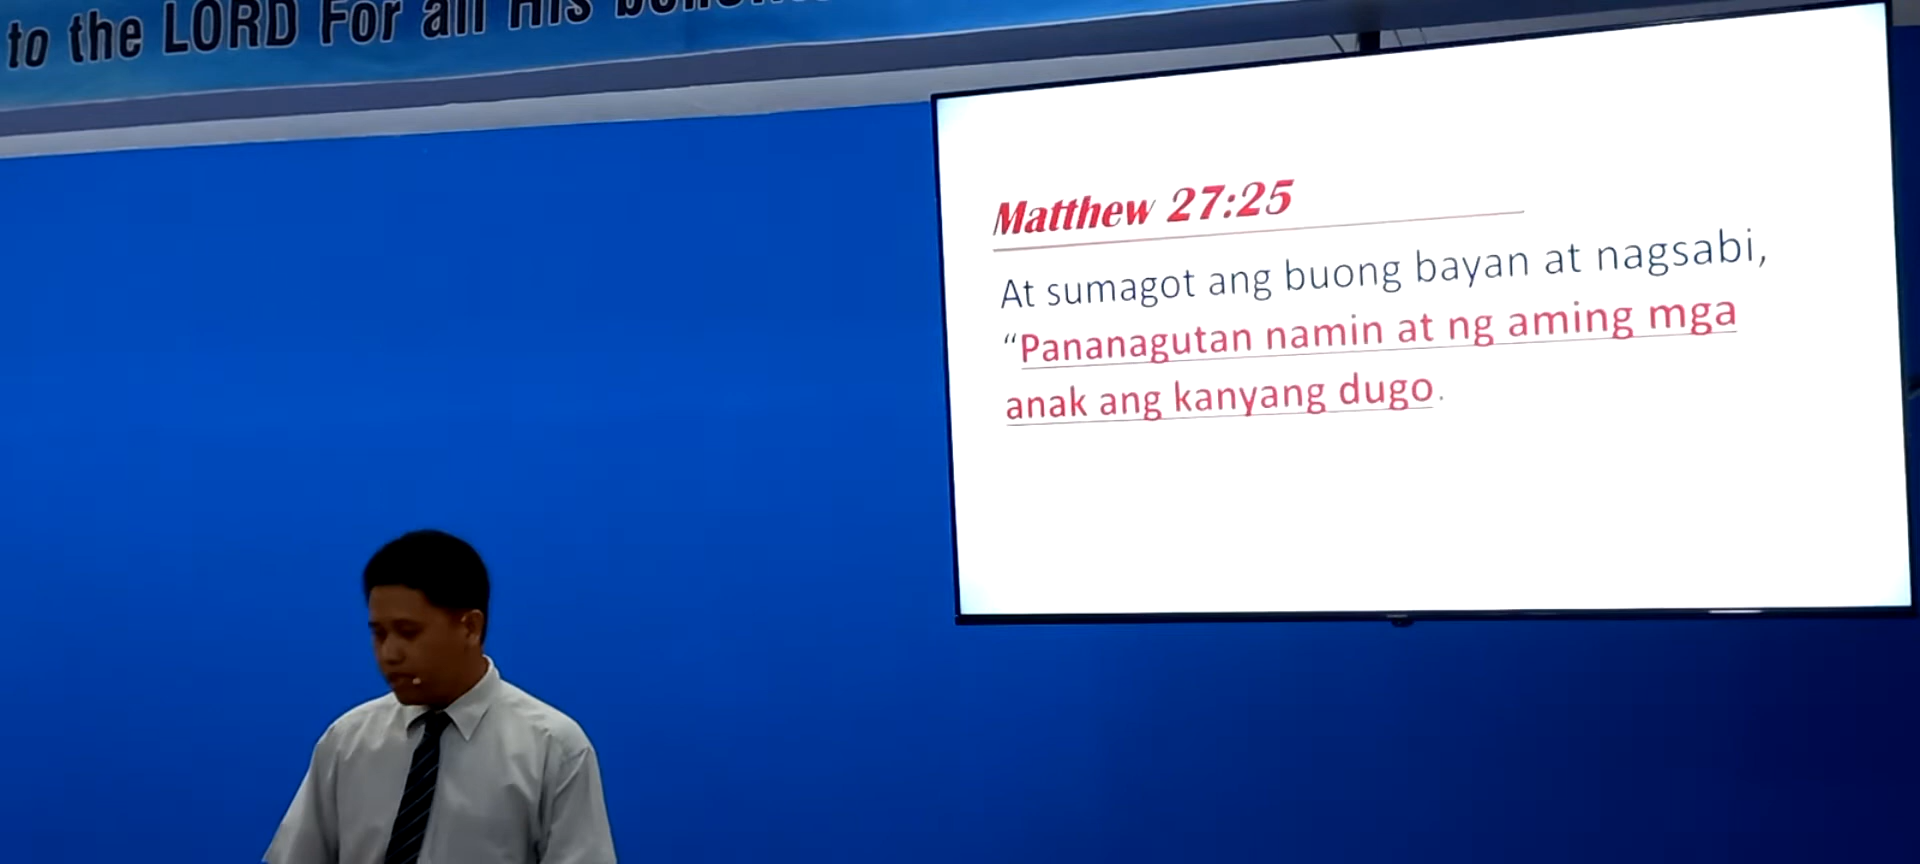 to the LORD For all His
Matthew 27:25
At sumagot ang buong bayan at nagsabi,
“Pananagutan namin at ng aming mga
anak ang kanyang dugo.